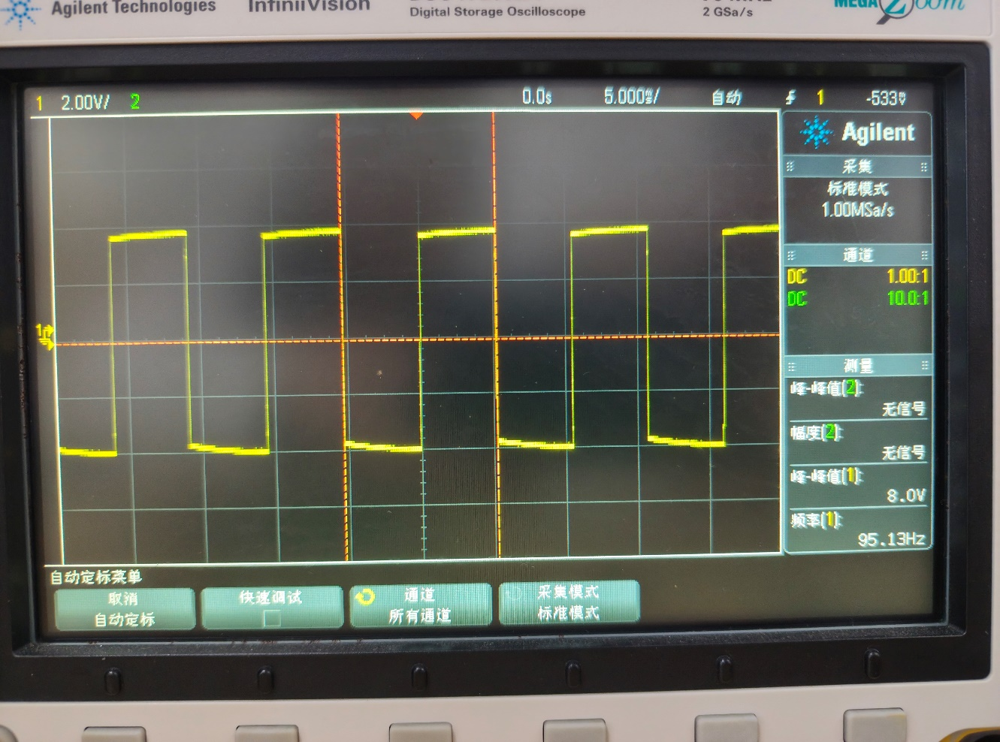 Agilent Technologies
InfiniiVision
Digital Storage Oscilloscope
2 GSa/s
MEGA Zoom
1 2.00V/ 2 0.0s 5.000ms/ 自动 1 -533mV
Agilent
采集
标准模式
1.00MSa/s
通道
DC 1.00:1
DC 10.0:1
测量
峰-峰值(2):
无信号
幅度(2):
无信号
峰-峰值(1):
8.0V
频率(1):
95.13Hz
自动定标菜单
取消
自动定标
快速调试
通道
所有通道
采集模式
标准模式